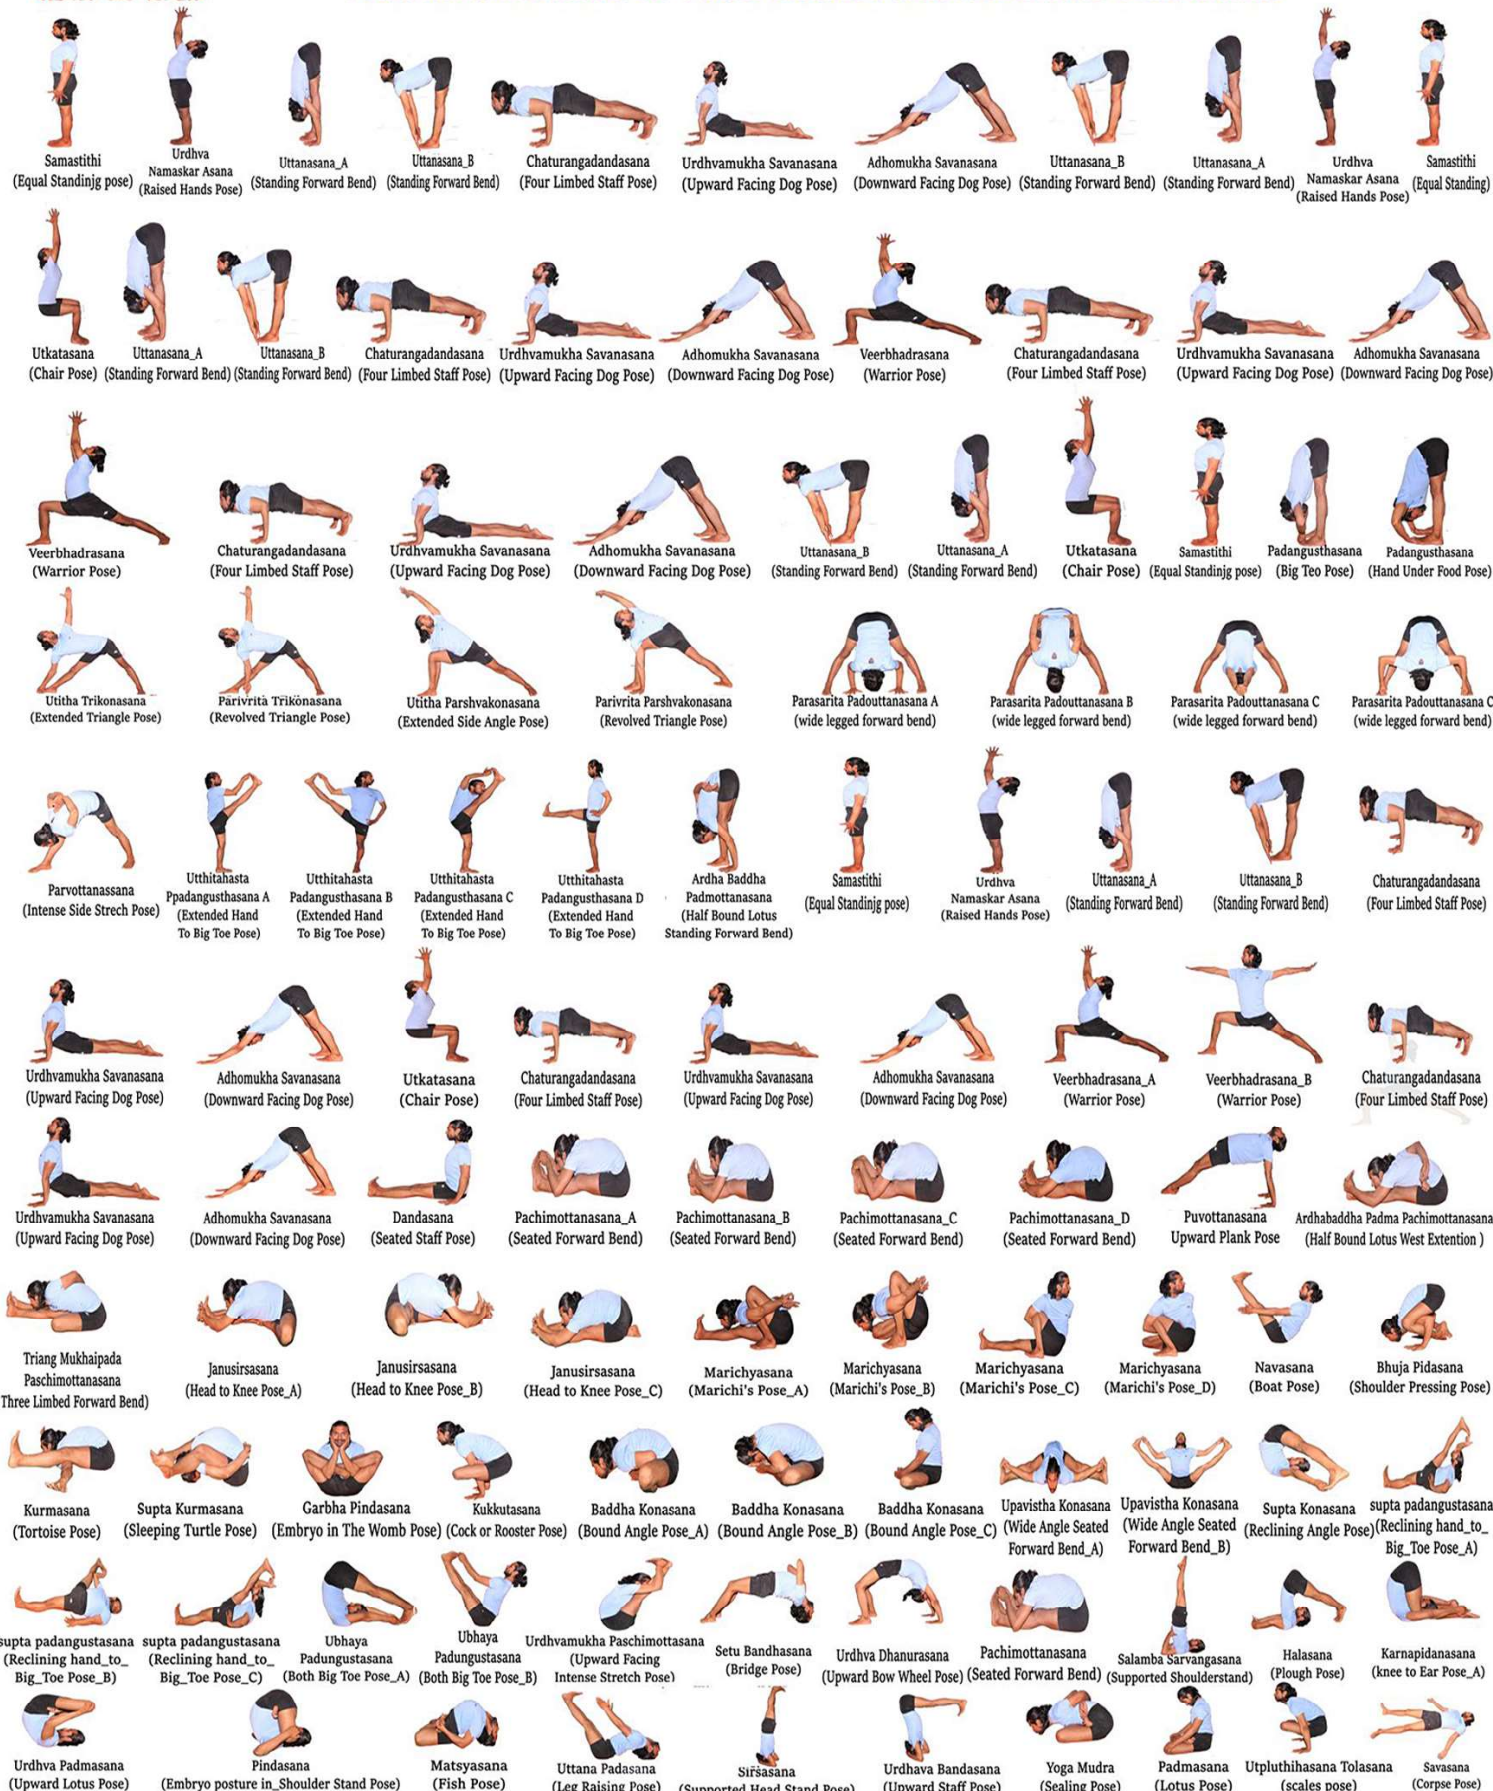 Samastithi
(Equal Standinjg pose)
Urdhva
Namaskar Asana
(Raised Hands Pose)
Uttanasana_A
(Standing Forward Bend)
Uttanasana_B
(Standing Forward Bend)
Chaturangadandasana
(Four Limbed Staff Pose)
Urdhvamukha Savanasana
(Upward Facing Dog Pose)
Adhomukha Savanasana
(Downward Facing Dog Pose)
Uttanasana_B
(Standing Forward Bend)
Uttanasana_A
(Standing Forward Bend)
Urdhva
Namaskar Asana
(Raised Hands Pose)
Samastithi
(Equal Standing)
Utkatasana
(Chair Pose)
Uttanasana_A
(Standing Forward Bend)
Uttanasana_B
(Standing Forward Bend)
Chaturangadandasana
(Four Limbed Staff Pose)
Urdhvamukha Savanasana
(Upward Facing Dog Pose)
Adhomukha Savanasana
(Downward Facing Dog Pose)
Veerbhadrasana
(Warrior Pose)
Chaturangadandasana
(Four Limbed Staff Pose)
Urdhvamukha Savanasana
(Upward Facing Dog Pose)
Adhomukha Savanasana
(Downward Facing Dog Pose)
Veerbhadrasana
(Warrior Pose)
Chaturangadandasana
(Four Limbed Staff Pose)
Urdhvamukha Savanasana
(Upward Facing Dog Pose)
Adhomukha Savanasana
(Downward Facing Dog Pose)
Uttanasana_B
(Standing Forward Bend)
Uttanasana_A
(Standing Forward Bend)
Utkatasana
(Chair Pose)
Samastithi
(Equal Standinjg pose)
Padangusthasana
(Big Teo Pose)
Padangusthasana
(Hand Under Food Pose)
Utitha Trikonasana
(Extended Triangle Pose)
Parivrita Trikonasana
(Revolved Triangle Pose)
Utitha Parshvakonasana
(Extended Side Angle Pose)
Parivrita Parshvakonasana
(Revolved Triangle Pose)
Parasarita Padouttanasana A
(wide legged forward bend)
Parasarita Padouttanasana B
(wide legged forward bend)
Parasarita Padouttanasana C
(wide legged forward bend)
Parasarita Padouttanasana C
(wide legged forward bend)
Parvottanassana
(Intense Side Strech Pose)
Utthitahasta
Ppadangusthasana A
(Extended Hand
To Big Toe Pose)
Utthitahasta
Padangusthasana B
(Extended Hand
To Big Toe Pose)
Utthitahasta
Padangusthasana C
(Extended Hand
To Big Toe Pose)
Utthitahasta
Padangusthasana D
(Extended Hand
To Big Toe Pose)
Ardha Baddha
Padmottanasana
(Half Bound Lotus
Standing Forward Bend)
Samastithi
(Equal Standinjg pose)
Urdhva
Namaskar Asana
(Raised Hands Pose)
Uttanasana_A
(Standing Forward Bend)
Uttanasana_B
(Standing Forward Bend)
Chaturangadandasana
(Four Limbed Staff Pose)
Urdhvamukha Savanasana
(Upward Facing Dog Pose)
Adhomukha Savanasana
(Downward Facing Dog Pose)
Utkatasana
(Chair Pose)
Chaturangadandasana
(Four Limbed Staff Pose)
Urdhvamukha Savanasana
(Upward Facing Dog Pose)
Adhomukha Savanasana
(Downward Facing Dog Pose)
Veerbhadrasana_A
(Warrior Pose)
Veerbhadrasana_B
(Warrior Pose)
Chaturangadandasana
(Four Limbed Staff Pose)
Urdhvamukha Savanasana
(Upward Facing Dog Pose)
Adhomukha Savanasana
(Downward Facing Dog Pose)
Dandasana
(Seated Staff Pose)
Pachimottanasana_A
(Seated Forward Bend)
Pachimottanasana_B
(Seated Forward Bend)
Pachimottanasana_C
(Seated Forward Bend)
Pachimottanasana_D
(Seated Forward Bend)
Puvottanasana
Upward Plank Pose
Ardhabaddha Padma Pachimottanasana
(Half Bound Lotus West Extention )
Triang Mukhaipada
Paschimottanasana
Three Limbed Forward Bend)
Janusirsasana
(Head to Knee Pose_A)
Janusirsasana
(Head to Knee Pose_B)
Janusirsasana
(Head to Knee Pose_C)
Marichyasana
(Marichi's Pose_A)
Marichyasana
(Marichi's Pose_B)
Marichyasana
(Marichi's Pose_C)
Marichyasana
(Marichi's Pose_D)
Navasana
(Boat Pose)
Bhuja Pidasana
(Shoulder Pressing Pose)
Kurmasana
(Tortoise Pose)
Supta Kurmasana
(Sleeping Turtle Pose)
Garbha Pindasana
(Embryo in The Womb Pose)
Kukkutasana
(Cock or Rooster Pose)
Baddha Konasana
(Bound Angle Pose_A)
Baddha Konasana
(Bound Angle Pose_B)
Baddha Konasana
(Bound Angle Pose_C)
Upavistha Konasana
(Wide Angle Seated
Forward Bend_A)
Upavistha Konasana
(Wide Angle Seated
Forward Bend_B)
Supta Konasana
(Reclining Angle Pose)
supta padangustasana
(Reclining hand_to_
Big_Toe Pose_A)
supta padangustasana
(Reclining hand_to_
Big_Toe Pose_B)
supta padangustasana
(Reclining hand_to_
Big_Toe Pose_C)
Ubhaya
Padungustasana
(Both Big Toe Pose_A)
Ubhaya
Padungustasana
(Both Big Toe Pose_B)
Urdhvamukha Paschimottasana
(Upward Facing
Intense Stretch Pose)
Setu Bandhasana
(Bridge Pose)
Urdhva Dhanurasana
(Upward Bow Wheel Pose)
Pachimottanasana
(Seated Forward Bend)
Salamba Sarvangasana
(Supported Shoulderstand)
Halasana
(Plough Pose)
Karnapidanasana
(knee to Ear Pose_A)
Urdhva Padmasana
(Upward Lotus Pose)
Pindasana
(Embryo posture in_Shoulder Stand Pose)
Matsyasana
(Fish Pose)
Uttana Padasana
(Leg Raising Pose)
Sirsasana
(Supported Head Stand Pose)
Urdhava Bandasana
(Upward Staff Pose)
Yoga Mudra
(Sealing Pose)
Padmasana
(Lotus Pose)
Utpluthihasana Tolasana
(scales pose
Savasana
(Corpse Pose)